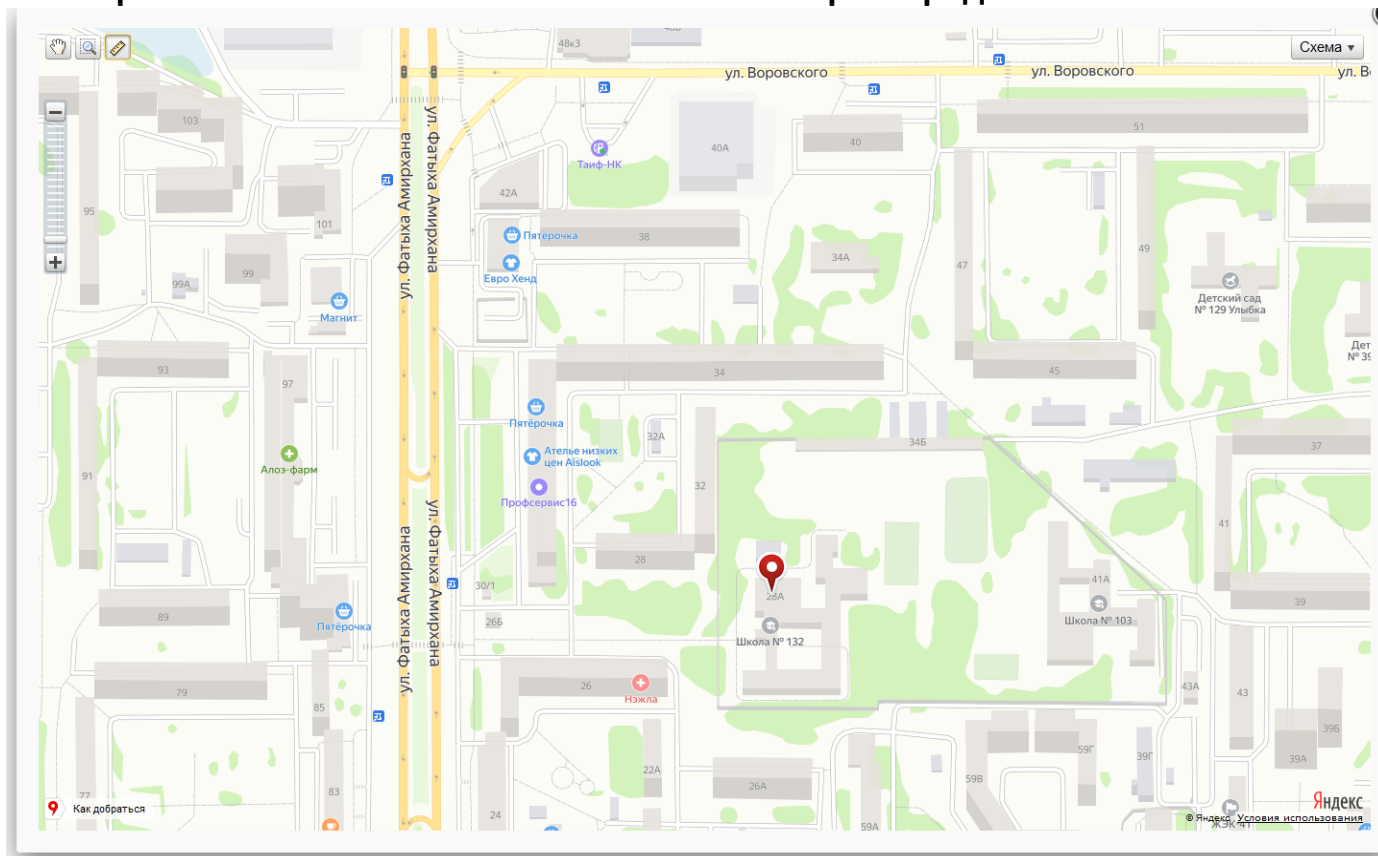 Схема
48к3
ул. Воровского
ул. Воровского
ул. В
103
51
40А
40
Таиф-НК
ул. Фатыха Амирхана
ул. Фатыха Амирхана
42А
95
101
Пятёрочка
38
49
34А
47
99
99А
Евро Хенд
Детский сад
№ 129 Улыбка
Магнит
Дет
№ 39
93
97
34
45
Пятёрочка
32А
34Б
37
Ателье низких
цен Aislook
Алоэ-фарм
91
32
Профсервис16
41
ул. Фатыха Амирхана
ул. Фатыха Амирхана
28
30/1
41А
28А
39
89
26Б
Пятёрочка
Школа № 103
Школа № 132
26
Нэжла
43А
43
79
85
39Б
59Г
39Г
39А
22А
59В
26А
77
83
Как добраться
24
59А
ЖЭК-41
Яндекс
© Яндекс Условия использования